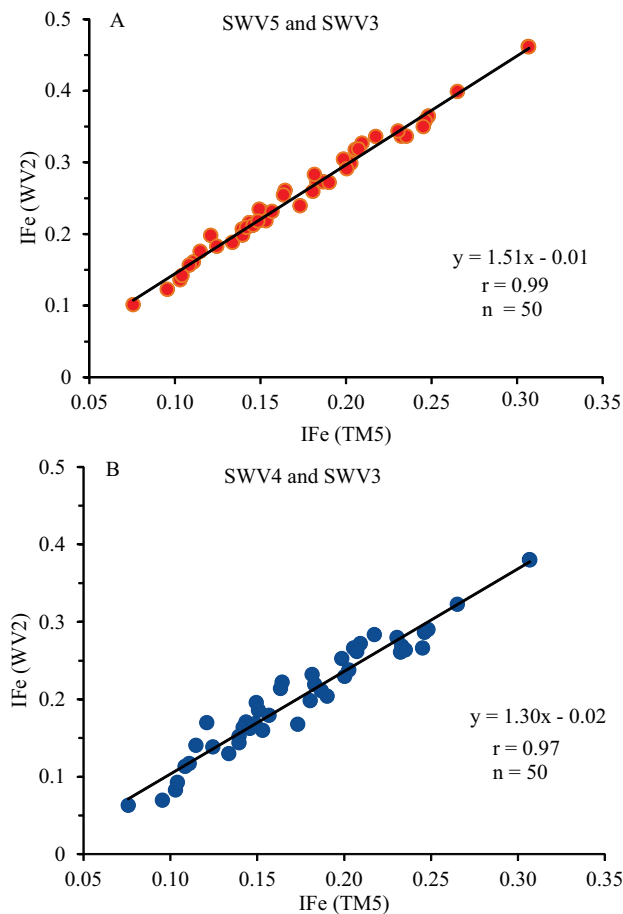 A
SWV5 and SWV3
0.5
0.4
0.3
0.2
0.1
0
IFe (WV2)
y = 1.51x - 0.01
r = 0.99
n = 50
0.05 0.10 0.15 0.20 0.25 0.30 0.35
IFe (TM5)
B
SWV4 and SWV3
0.5
0.4
0.3
0.2
0.1
0
IFe (WV2)
y = 1.30x - 0.02
r = 0.97
n = 50
0.05 0.10 0.15 0.20 0.25 0.30 0.35
IFe (TM5)